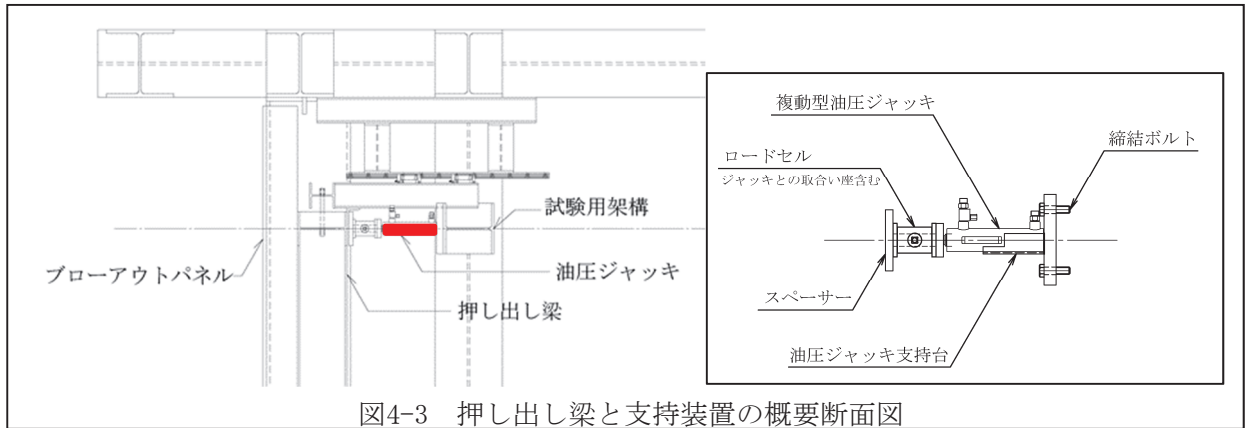 試験用架構
油圧ジャッキ
ブローアウトパネル
押し出し梁
複動型油圧ジャッキ
締結ボルト
ロードセル
ジャッキとの取合い座含む
スペーサー
油圧ジャッキ支持台
図4-3 押し出し梁と支持装置の概要断面図